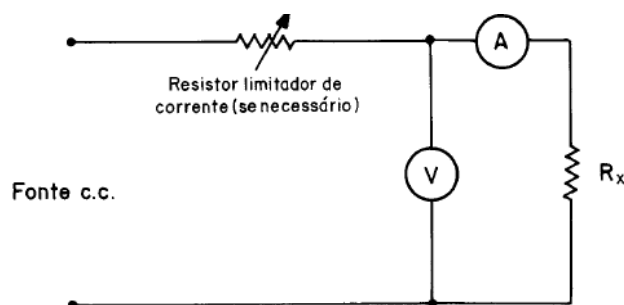 A
Resistor limitador de
corrente (se necessário)
V
Rx
Fonte c.c.